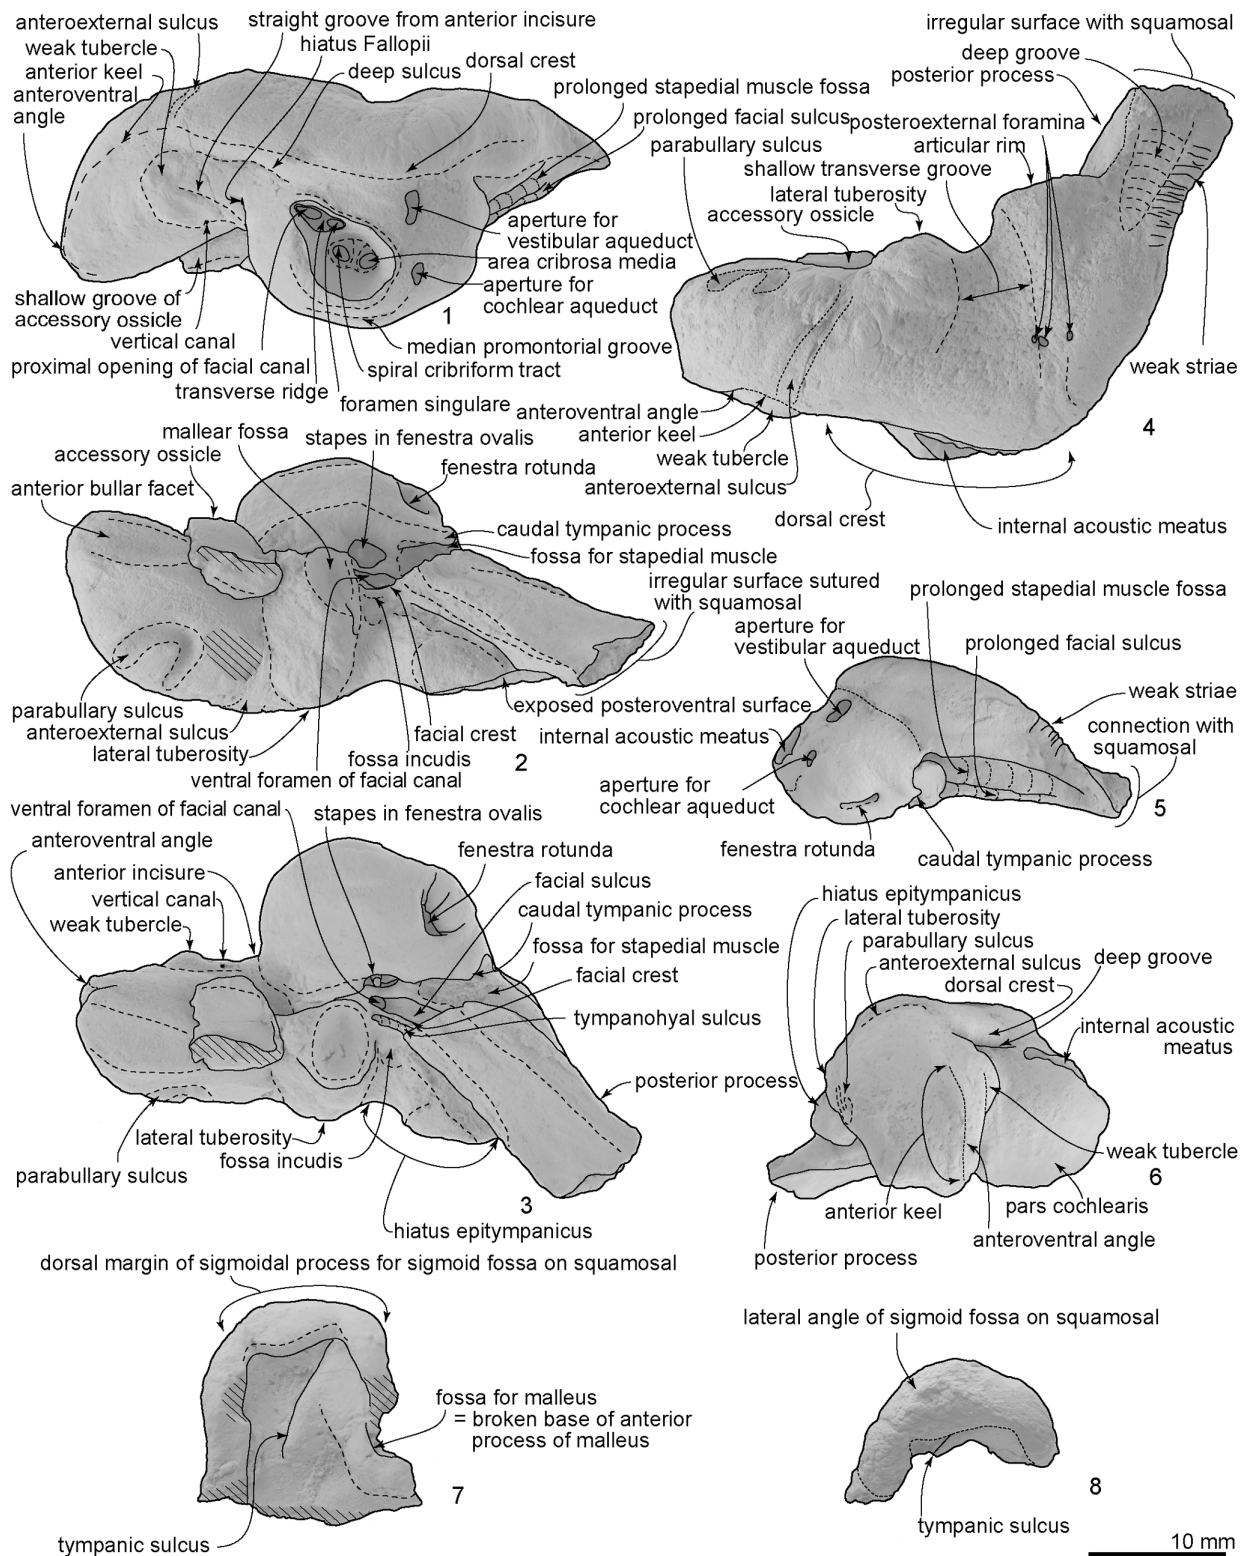 anteroexternal sulcus
weak tubercle
anterior keel
anteroventral
angle
straight groove from anterior incisure
hiatus Fallopii
deep sulcus
dorsal crest
prolonged stapedial muscle fossa
prolonged facial sulcus
aperture for
vestibular aqueduct
area cribrosa media
aperture for
cochlear aqueduct
shallow groove of
accessory ossicle
vertical canal
proximal opening of facial canal
transverse ridge
foramen singulare
spiral cribriform tract
median promontorial groove
1
irregular surface with squamosal
deep groove
posterior process
posteroexternal foramina
articular rim
parabullary sulcus
shallow transverse groove
lateral tuberosity
accessory ossicle
weak striae
anteroventral angle
anterior keel
weak tubercle
anteroexternal sulcus
dorsal crest
internal acoustic meatus
4
mallear fossa
accessory ossicle
anterior bullar facet
stapes in fenestra ovalis
fenestra rotunda
caudal tympanic process
fossa for stapedial muscle
irregular surface sutured
with squamosal
parabullary sulcus
anteroexternal sulcus
lateral tuberosity
ventral foramen of facial canal
fossa incudis
facial crest
exposed posteroventral surface
2
prolonged stapedial muscle fossa
aperture for
vestibular aqueduct
prolonged facial sulcus
weak striae
connection with
squamosal
internal acoustic meatus
aperture for
cochlear aqueduct
fenestra rotunda
caudal tympanic process
5
ventral foramen of facial canal
anteroventral angle
anterior incisure
vertical canal
weak tubercle
stapes in fenestra ovalis
fenestra rotunda
facial sulcus
caudal tympanic process
fossa for stapedial muscle
facial crest
tympanohyal sulcus
posterior process
lateral tuberosity
fossa incudis
parabullary sulcus
hiatus epitympanicus
3
hiatus epitympanicus
lateral tuberosity
parabullary sulcus
anteroexternal sulcus
dorsal crest
deep groove
internal acoustic
meatus
weak tubercle
pars cochlearis
anterior keel
anteroventral angle
posterior process
6
dorsal margin of sigmoidal process for sigmoid fossa on squamosal
fossa for malleus
= broken base of anterior
process of malleus
tympanic sulcus
7
lateral angle of sigmoid fossa on squamosal
tympanic sulcus
8
10 mm